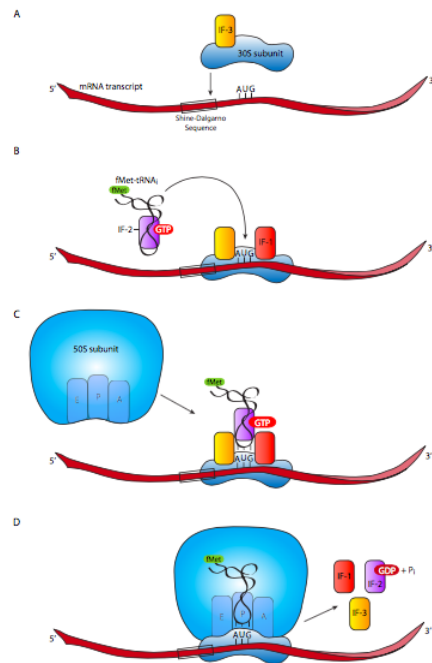 A
IF-3
30S subunit
5'
mRNA transcript
AUG
3'
Shine-Dalgarno
Sequence
B
fMet-tRNAi
fMet
IF-2
GTP
IF-1
AUG
5'
3'
C
50S subunit
E P A
fMet
GTP
AUG
5'
3'
D
fMet
E P A
AUG
IF-1
GDP + Pi
IF-2
IF-3
5'
3'